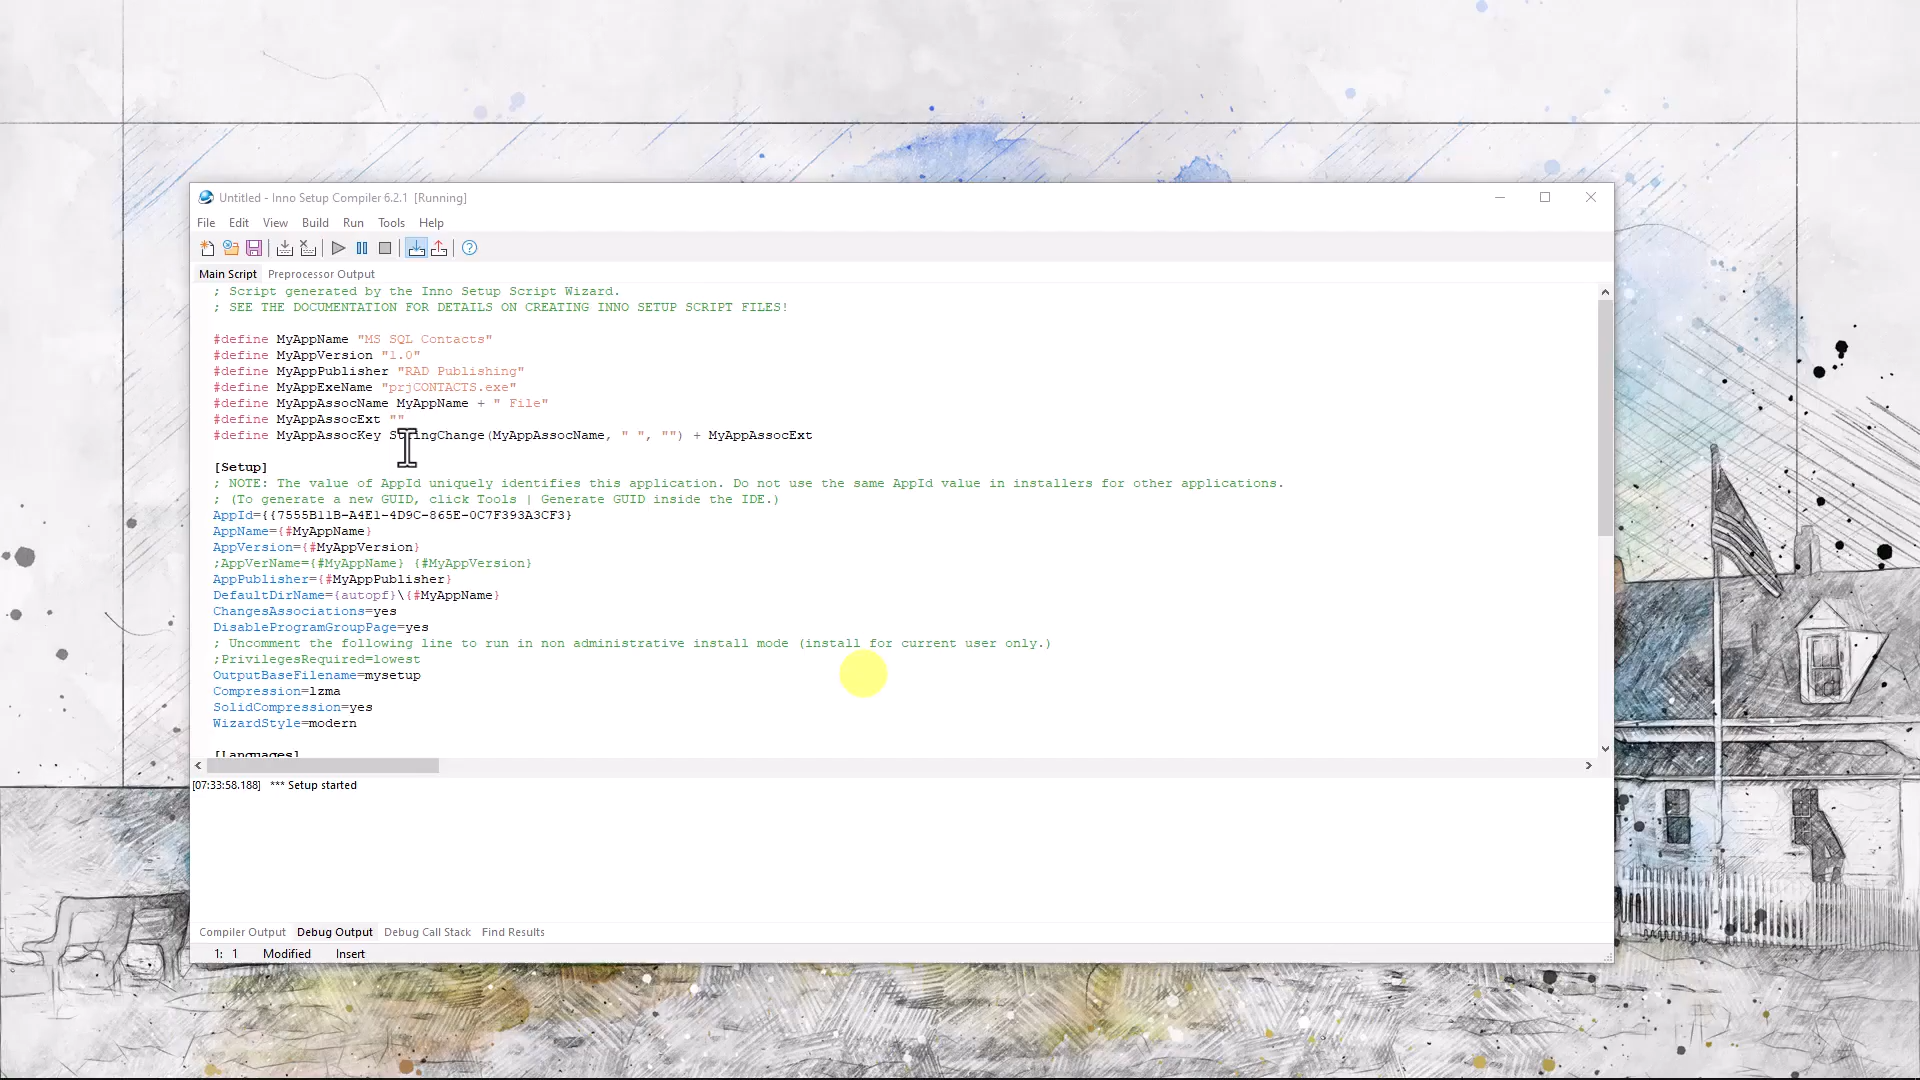 Untitled - Inno Setup Compiler 6.2.1 [Running]
File Edit View Build Run Tools Help
Main Script Preprocessor Output
; Script generated by the Inno Setup Script Wizard.
; SEE THE DOCUMENTATION FOR DETAILS ON CREATING INNO SETUP SCRIPT FILES!
#define MyAppName "MS SQL Contacts"
#define MyAppVersion "1.0"
#define MyAppPublisher "RAD Publishing"
#define MyAppExeName "prjCONTACTS.exe"
#define MyAppAssocName MyAppName + " File"
#define MyAppAssocExt ""
#define MyAppAssocKey StringChange(MyAppAssocName, " ", "") + MyAppAssocExt
[Setup]
; NOTE: The value of AppId uniquely identifies this application. Do not use the same AppId value in installers for other applications.
; (To generate a new GUID, click Tools | Generate GUID inside the IDE.)
AppId={{7555B11B-A4E1-4D9C-865E-0C7F393A3CF3}
AppName={#MyAppName}
AppVersion={#MyAppVersion}
;AppVerName={#MyAppName} {#MyAppVersion}
AppPublisher={#MyAppPublisher}
DefaultDirName={autopf}\{#MyAppName}
ChangesAssociations=yes
DisableProgramGroupPage=yes
; Uncomment the following line to run in non administrative install mode (install for current user only.)
;PrivilegesRequired=lowest
OutputBaseFilename=mysetup
Compression=lzma
SolidCompression=yes
WizardStyle=modern
[Languages]
[07:33:58.188] *** Setup started
Compiler Output Debug Output Debug Call Stack Find Results
1: 1 Modified Insert